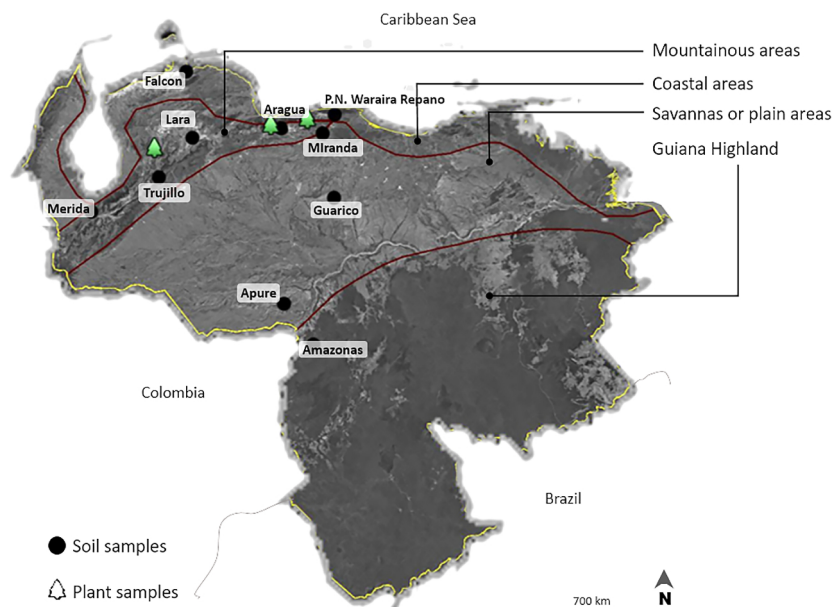 Caribbean Sea
Mountainous areas
Falcon
Coastal areas
P.N. Waraira Repano
Aragua
Savannas or plain areas
Lara
MIranda
Guiana Highland
Trujillo
Merida
Guarico
Apure
Amazonas
Colombia
Brazil
Soil samples
Plant samples
700 km
N